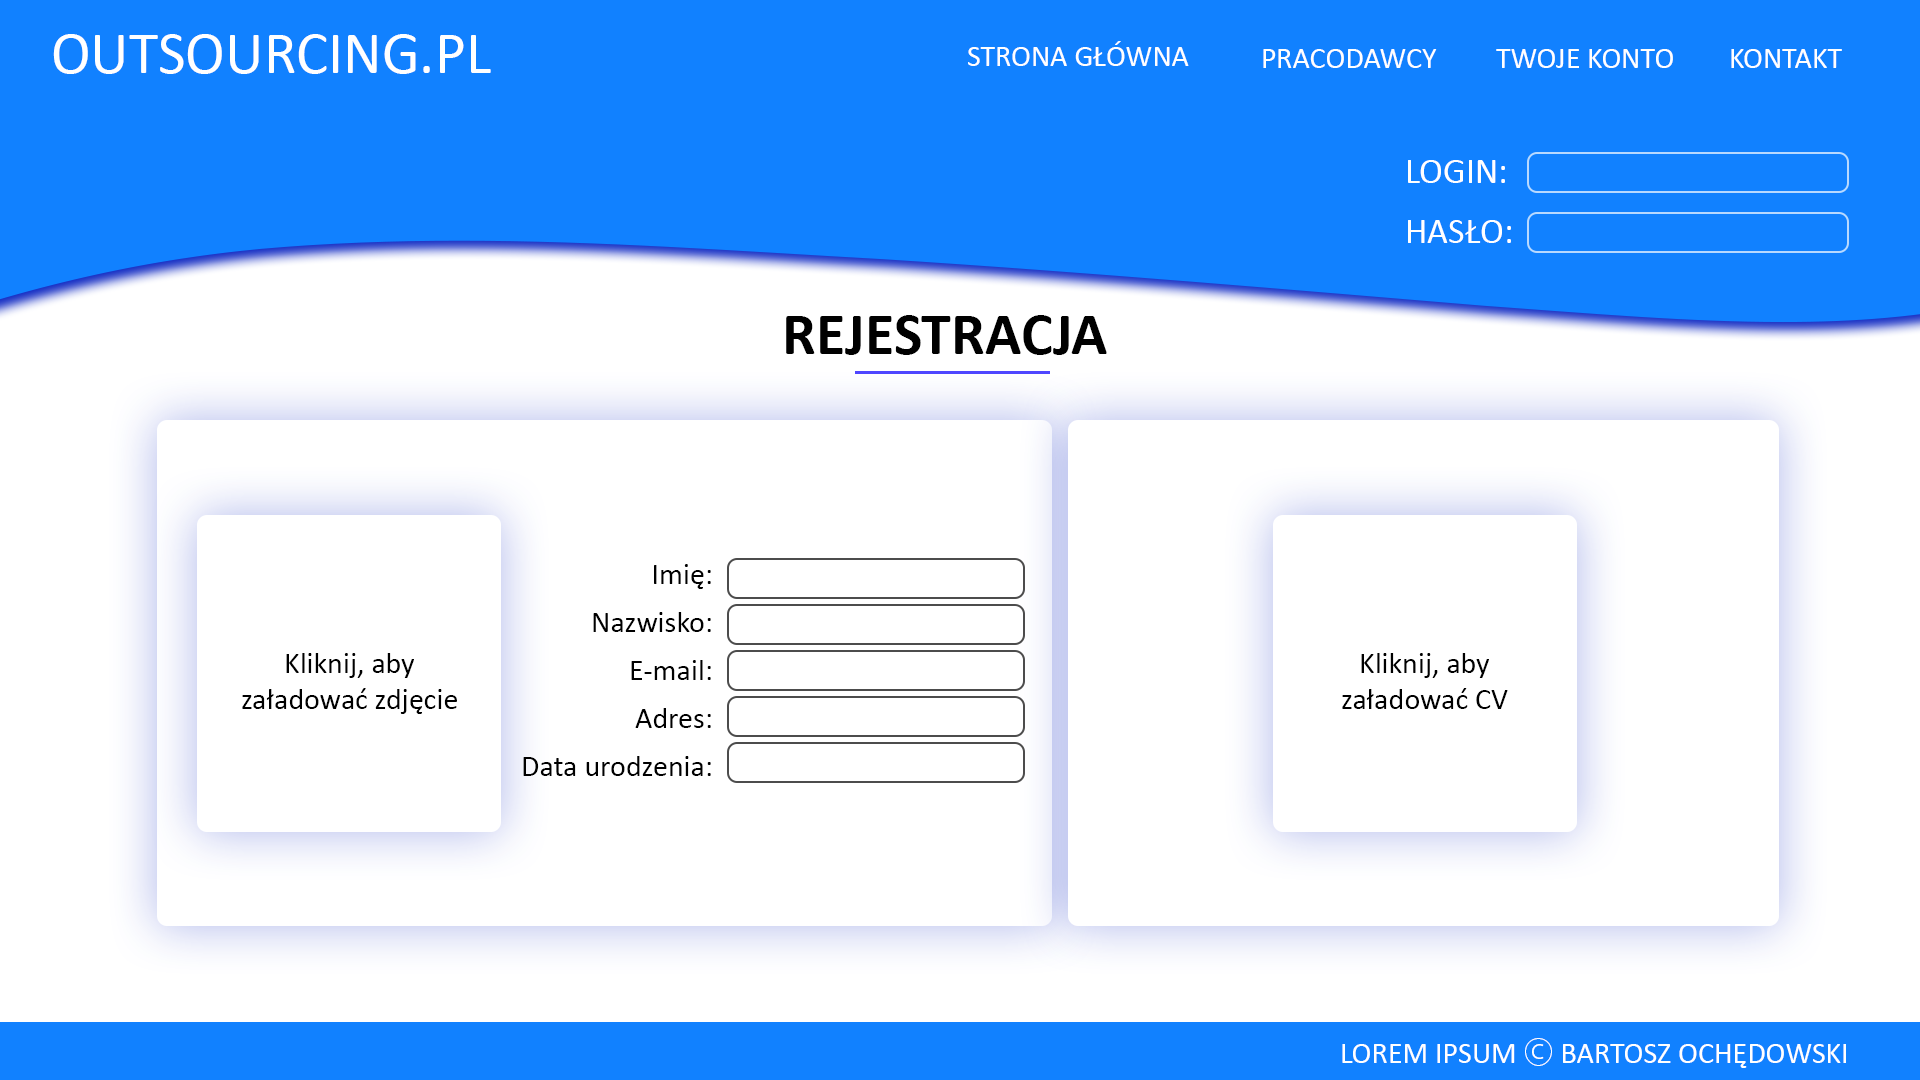 OUTSOURCING.PL
STRONA GŁÓWNA
PRACODAWCY
TWOJE KONTO
KONTAKT
LOGIN:
HASŁO:
REJESTRACJA
Kliknij, aby
załadować zdjęcie
Imię:
Nazwisko:
E-mail:
Adres:
Data urodzenia:
Kliknij, aby
załadować CV
LOREM IPSUM Ⓒ BARTOSZ OCHĘDOWSKI